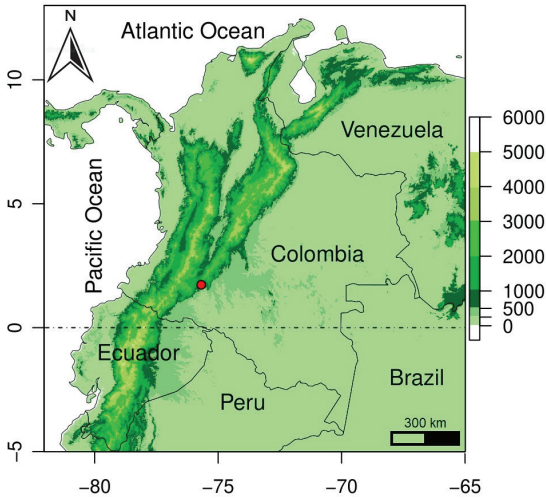 N
Atlantic Ocean
10
5
0
−5
Pacific Ocean
Venezuela
Colombia
Ecuador
Peru
Brazil
300 km
−80
−75
−70
−65
6000
5000
4000
3000
2000
1000
500
0